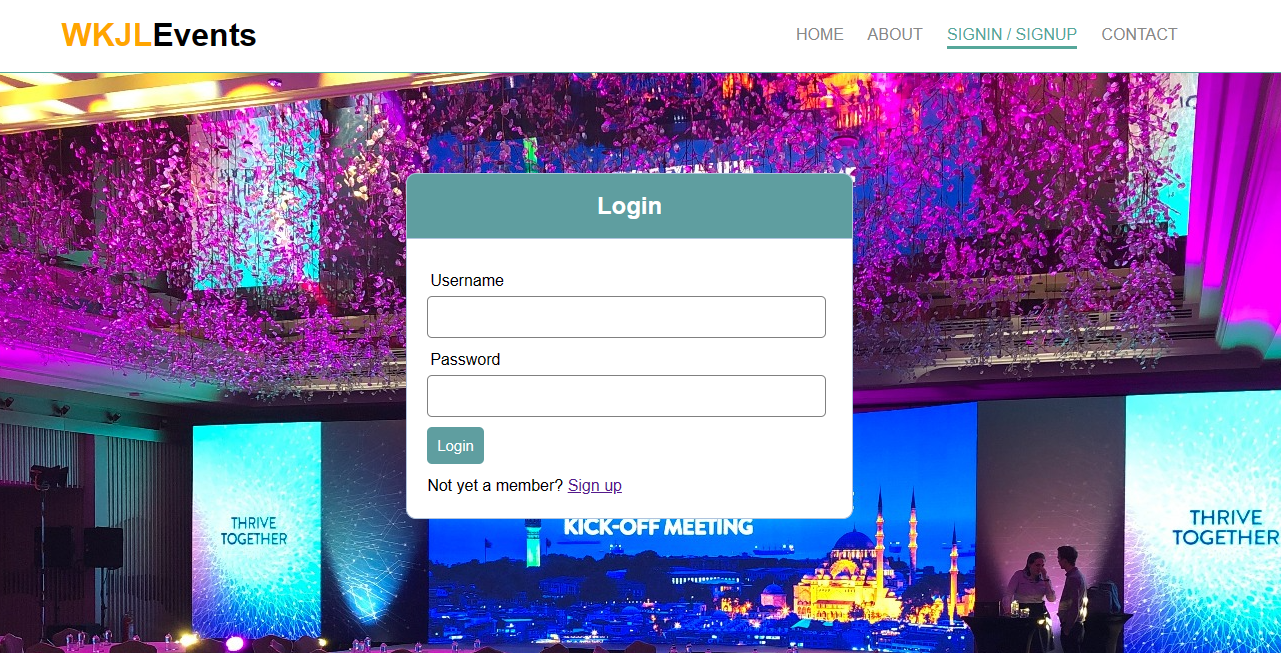 WKJLEvents
HOME ABOUT SIGNIN / SIGNUP CONTACT
Login
Username
Password
Login
Not yet a member? Sign up
KICK-OFF MEETING
THRIVE
TOGETHER
THRIVE
TOGETHER